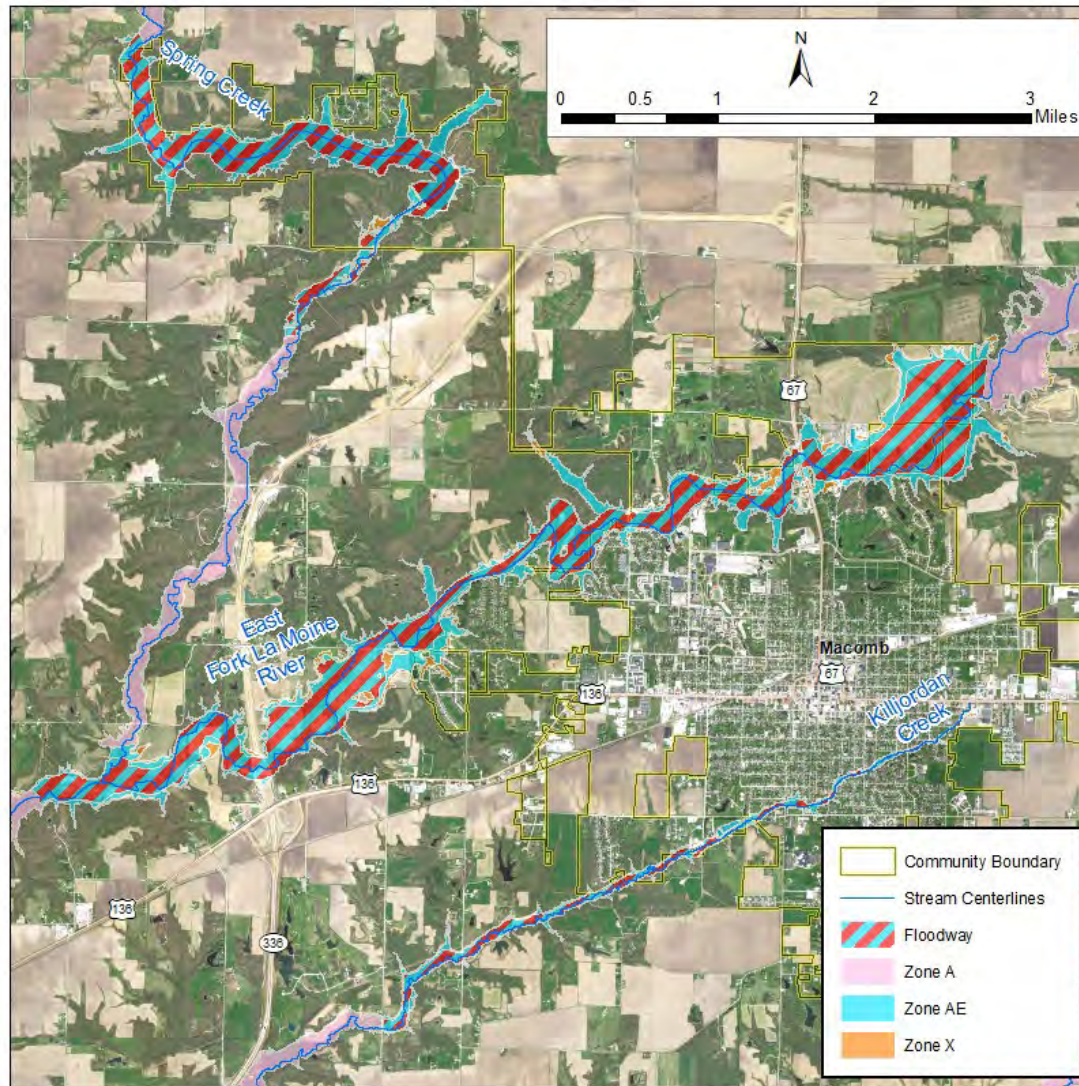 Spring Creek
N
0 0.5 1 2 3
Miles
67
East
Fork La Moine
River
Macomb
67
136
Killjordan
Creek
136
136
336
Community Boundary
Stream Centerlines
Floodway
Zone A
Zone AE
Zone X